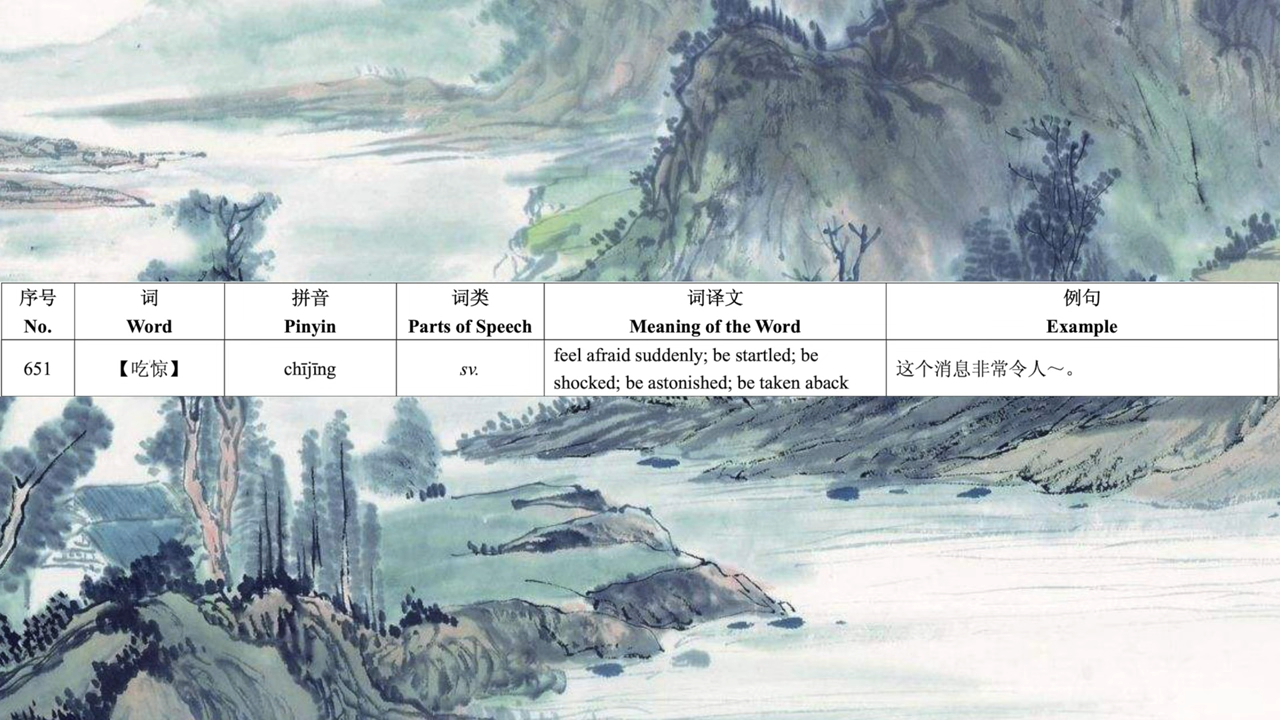 序号 词 拼音 词类 词译文 例句
No. Word Pinyin Parts of Speech Meaning of the Word Example
651 【吃惊】 chījīng sv. feel afraid suddenly; be startled; be shocked; be astonished; be taken aback 这个消息非常令人～。